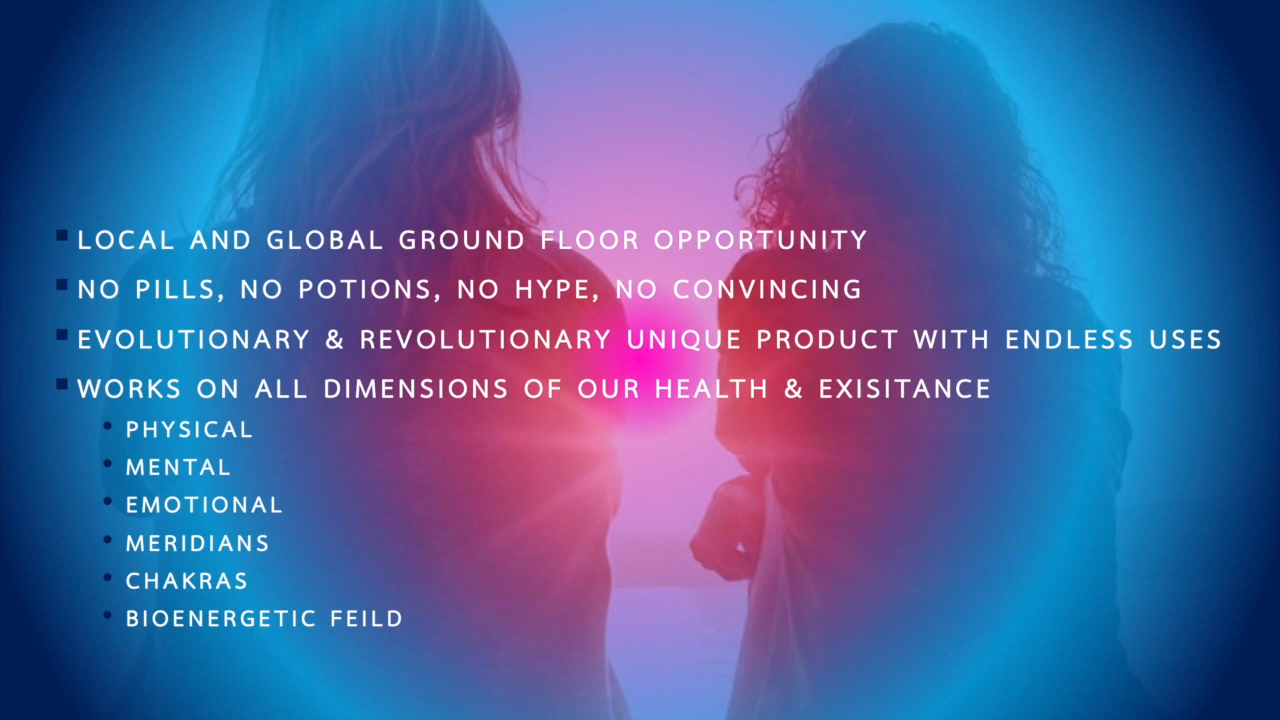 LOCAL AND GLOBAL GROUND FLOOR OPPORTUNITY
NO PILLS, NO POTIONS, NO HYPE, NO CONVINCING
EVOLUTIONARY & REVOLUTIONARY UNIQUE PRODUCT WITH ENDLESS USES
WORKS ON ALL DIMENSIONS OF OUR HEALTH & EXISITANCE
PHYSICAL
MENTAL
EMOTIONAL
MERIDIANS
CHAKRAS
BIOENERGETIC FEILD